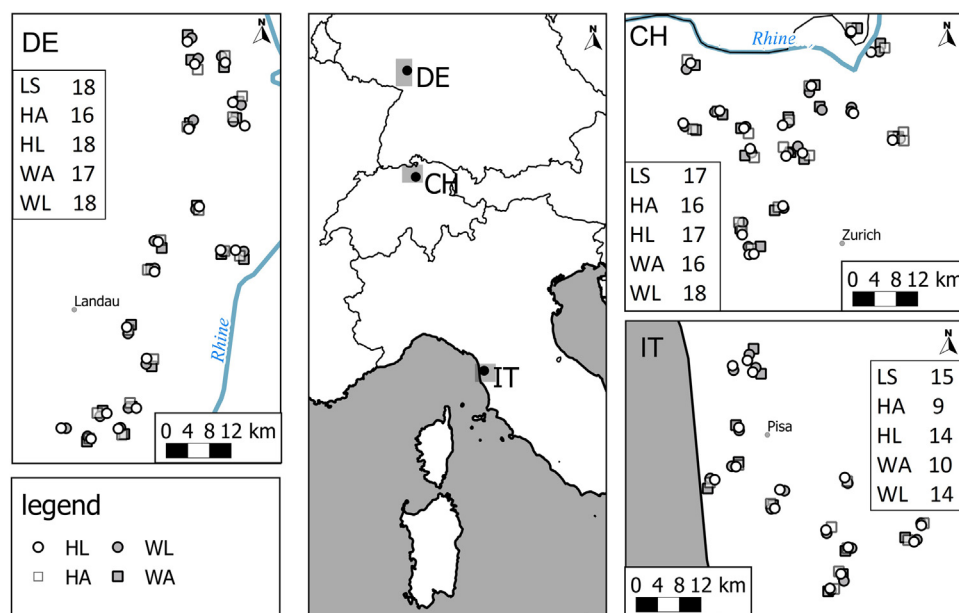 DE
N
LS 18
HA 16
HL 18
WA 17
WL 18
Landau
Rhine
0 4 8 12 km
legend
HL WL
HA WA
N
DE
CH
IT
CH
Rhine
N
LS 17
HA 16
HL 17
WA 16
WL 18
Zurich
0 4 8 12 km
IT
N
LS 15
HA 9
HL 14
WA 10
WL 14
Pisa
0 4 8 12 km